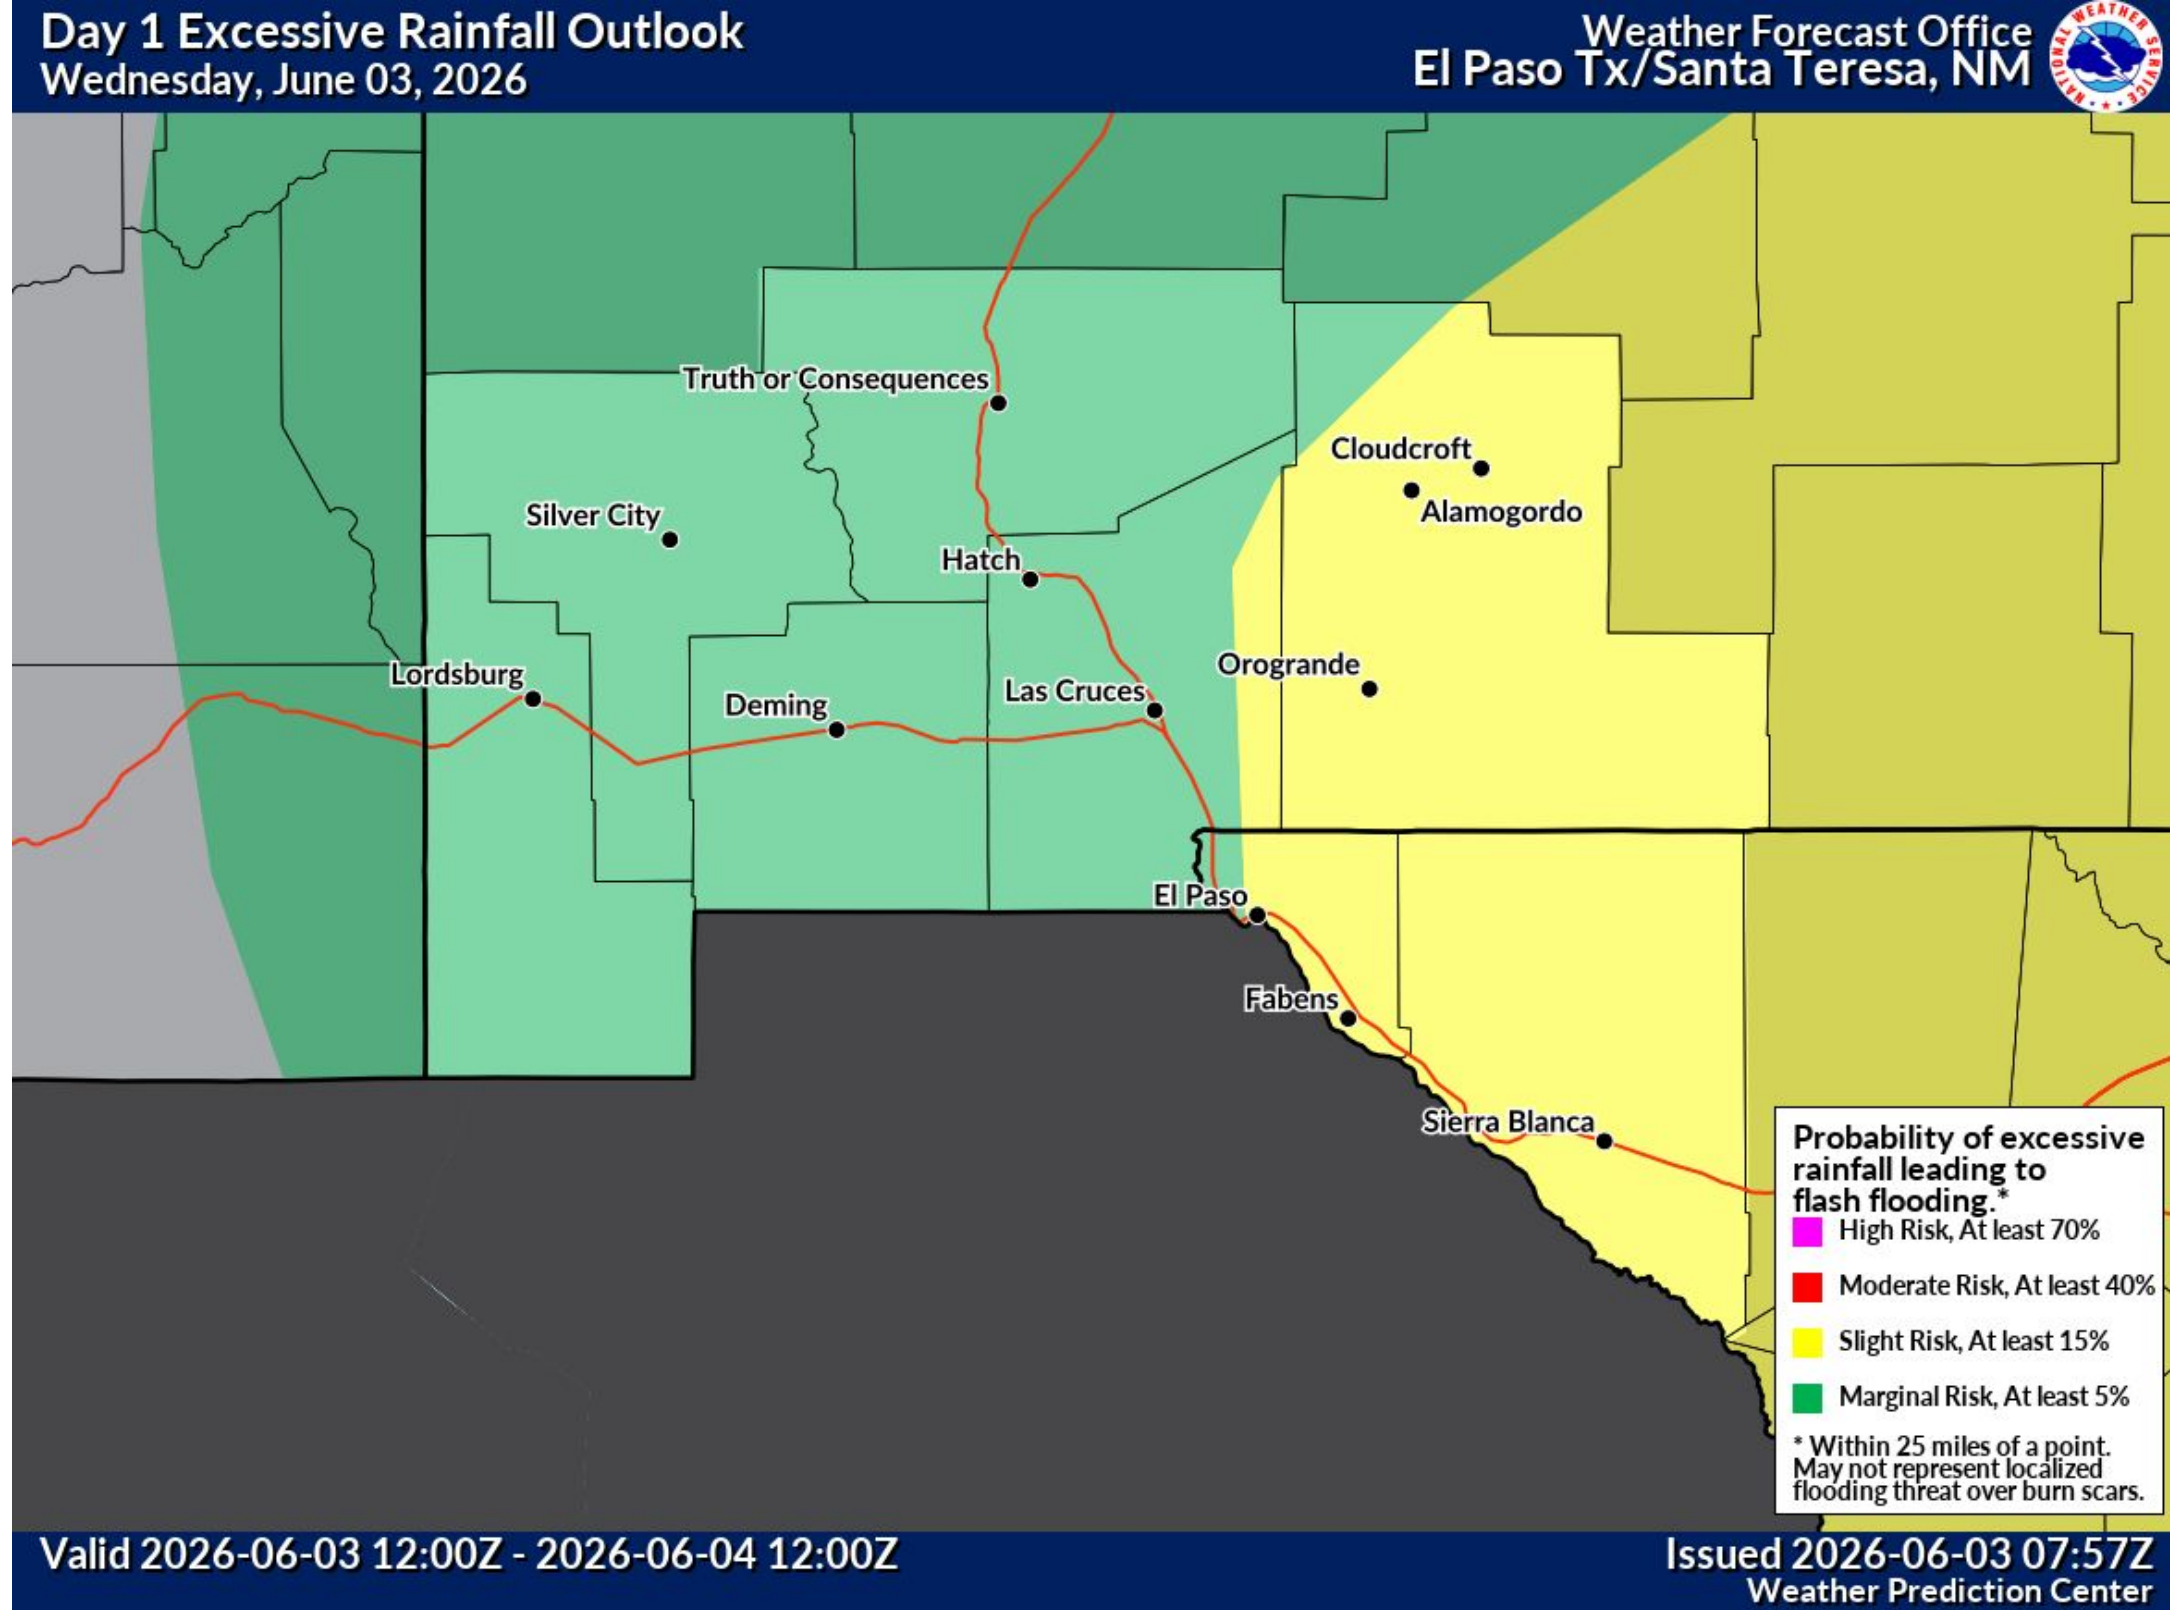 Day 1 Excessive Rainfall Outlook
Wednesday, June 03, 2026
Weather Forecast Office
El Paso Tx/Santa Teresa, NM
NATIONAL WEATHER SERVICE
Truth or Consequences
Cloudcroft
Alamogordo
Silver City
Hatch
Lordsburg
Deming
Las Cruces
Orogrande
El Paso
Fabens
Sierra Blanca
Probability of excessive
rainfall leading to
flash flooding.*
High Risk, At least 70%
Moderate Risk, At least 40%
Slight Risk, At least 15%
Marginal Risk, At least 5%
* Within 25 miles of a point.
May not represent localized
flooding threat over burn scars.
Valid 2026-06-03 12:00Z - 2026-06-04 12:00Z
Issued 2026-06-03 07:57Z
Weather Prediction Center